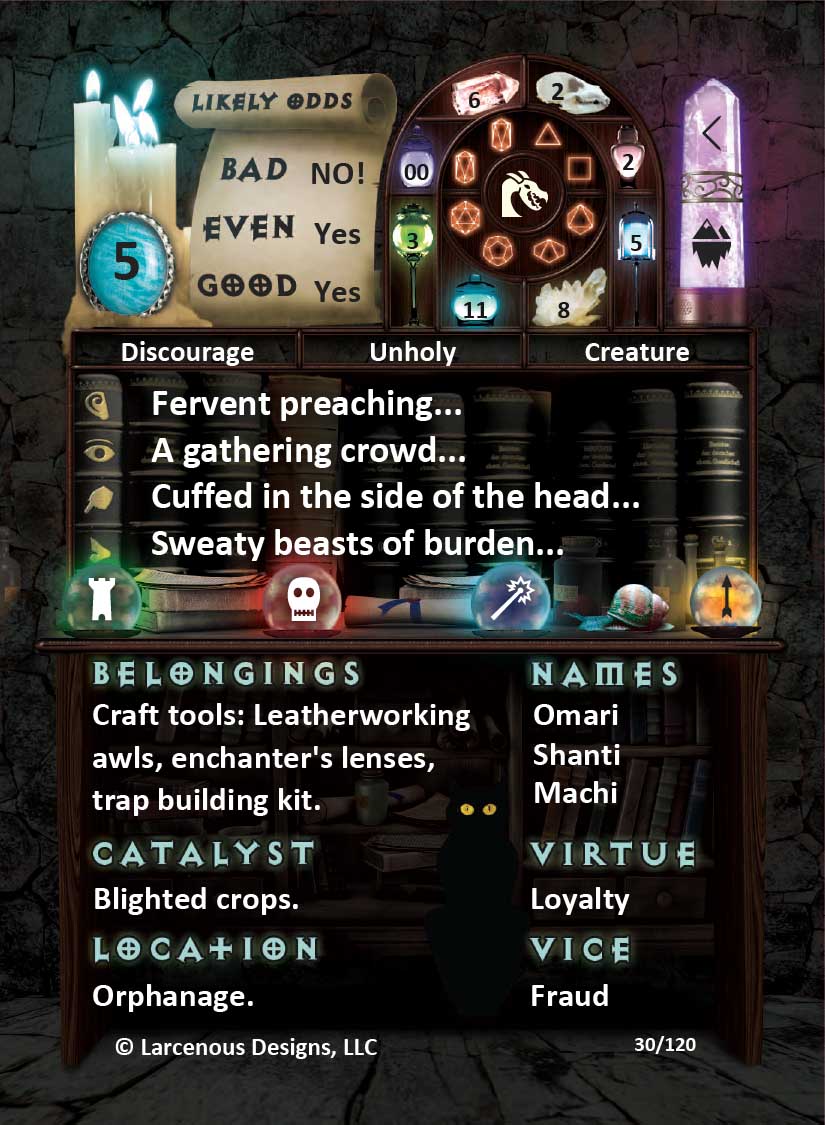 LIKELY ODDS
BAD NO!
EVEN Yes
GOOD Yes
5
6
2
00
2
3
5
11
8
Discourage Unholy Creature
Fervent preaching...
A gathering crowd...
Cuffed in the side of the head...
Sweaty beasts of burden...
BELONGINGS
Craft tools: Leatherworking
awls, enchanter's lenses,
trap building kit.
NAMES
Omari
Shanti
Machi
CATALYST
Blighted crops.
VIRTUE
Loyalty
LOCATION
Orphanage.
VICE
Fraud
© Larcenous Designs, LLC
30/120